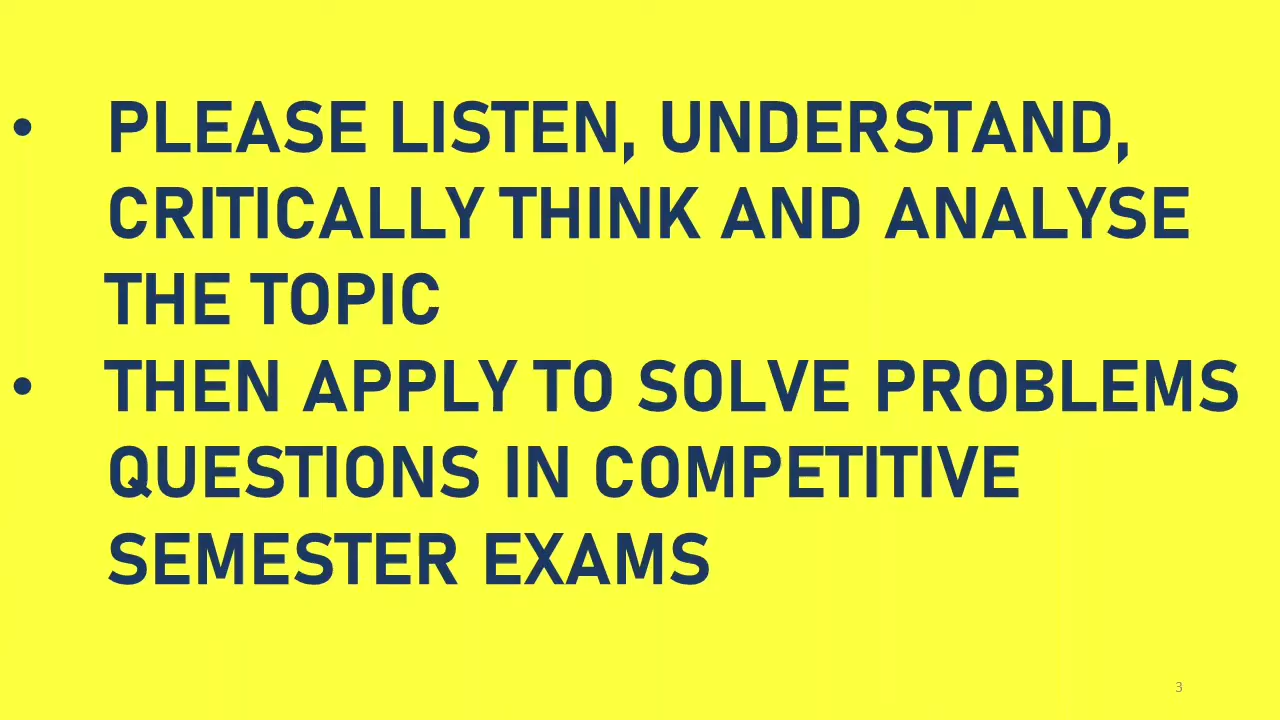 • PLEASE LISTEN, UNDERSTAND,
CRITICALLY THINK AND ANALYSE
THE TOPIC
• THEN APPLY TO SOLVE PROBLEMS
QUESTIONS IN COMPETITIVE
SEMESTER EXAMS
3